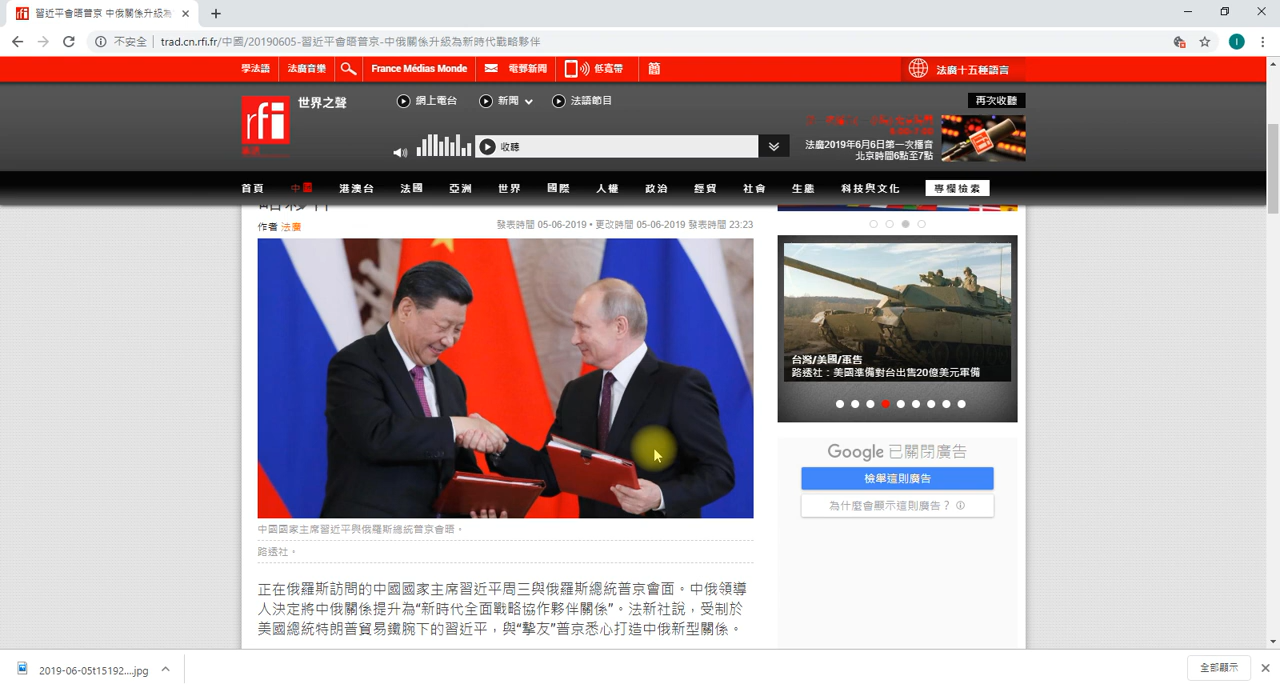 習近平會晤普京 中俄關係升級為
不安全 | trad.cn.rfi.fr/中國/20190605-習近平會晤普京-中俄關係升級為新時代戰略夥伴
學法語
法廣音樂
France Médias Monde
電郵新聞
低寬帶
簡
法廣十五種語言
rfi
世界之聲
網上電台
新聞
法語節目
收聽
再次收聽
法廣2019年6月6日第一次播音
北京時間6點至7點
首頁 中國 港澳台 法國 亞洲 世界 國際 人權 政治 經貿 社會 生態 科技與文化 專欄檢索
作者 法廣
發表時間 05-06-2019 • 更改時間 05-06-2019 發表時間 23:23
中國國家主席習近平與俄羅斯總統普京會晤。
路透社。
正在俄羅斯訪問的中國國家主席習近平周三與俄羅斯總統普京會面。中俄領導
人決定將中俄關係提升為“新時代全面戰略協作夥伴關係”。法新社說，受制於
美國總統特朗普貿易鐵腕下的習近平，與“摯友”普京悉心打造中俄新型關係。
台灣/美國/軍售
路透社：美國準備對台出售20億美元軍備
Google 已關閉廣告
檢舉這則廣告
為什麼會顯示這則廣告？
2019-06-05t15192....jpg
全部顯示